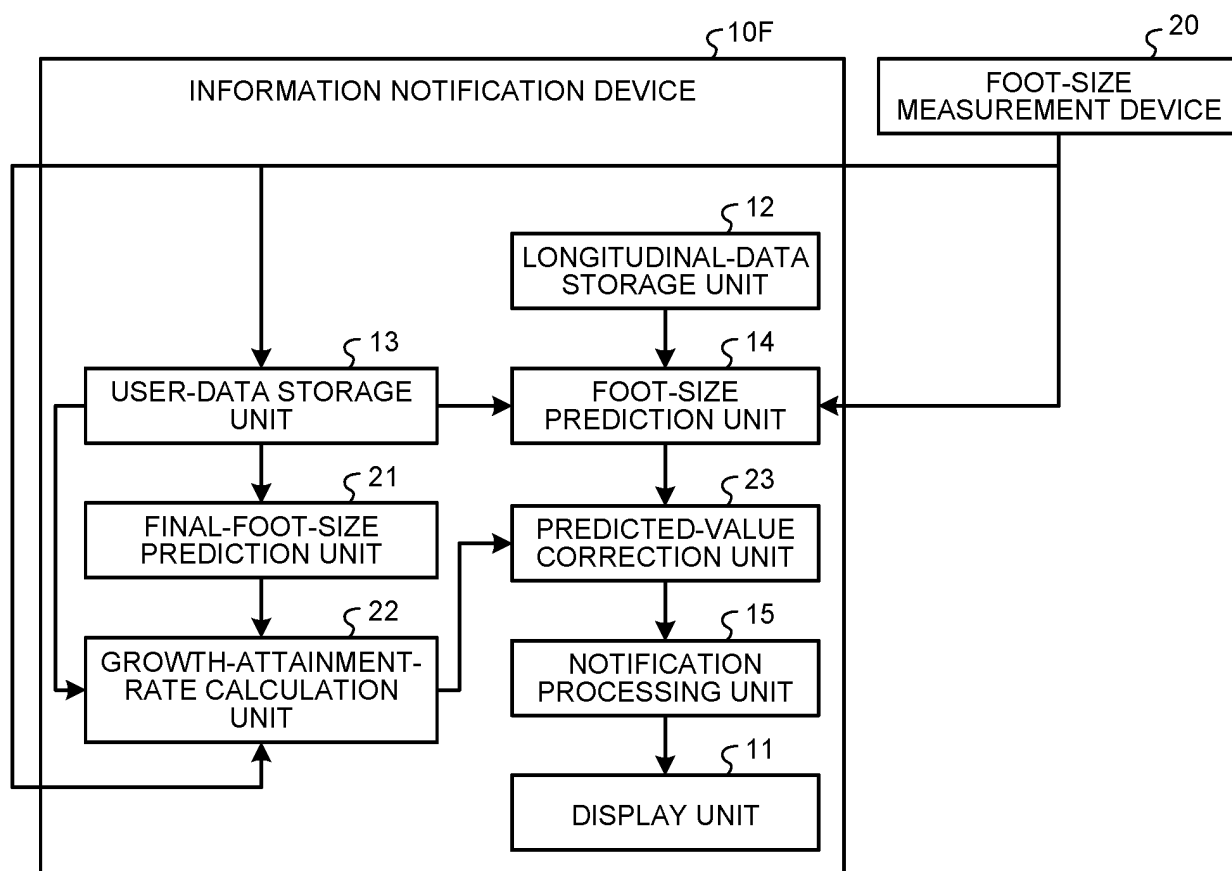 10F
20
INFORMATION NOTIFICATION DEVICE
FOOT-SIZE
MEASUREMENT DEVICE
12
LONGITUDINAL-DATA
STORAGE UNIT
13
USER-DATA STORAGE
UNIT
14
FOOT-SIZE
PREDICTION UNIT
21
FINAL-FOOT-SIZE
PREDICTION UNIT
23
PREDICTED-VALUE
CORRECTION UNIT
22
GROWTH-ATTAINMENT-
RATE CALCULATION
UNIT
15
NOTIFICATION
PROCESSING UNIT
11
DISPLAY UNIT